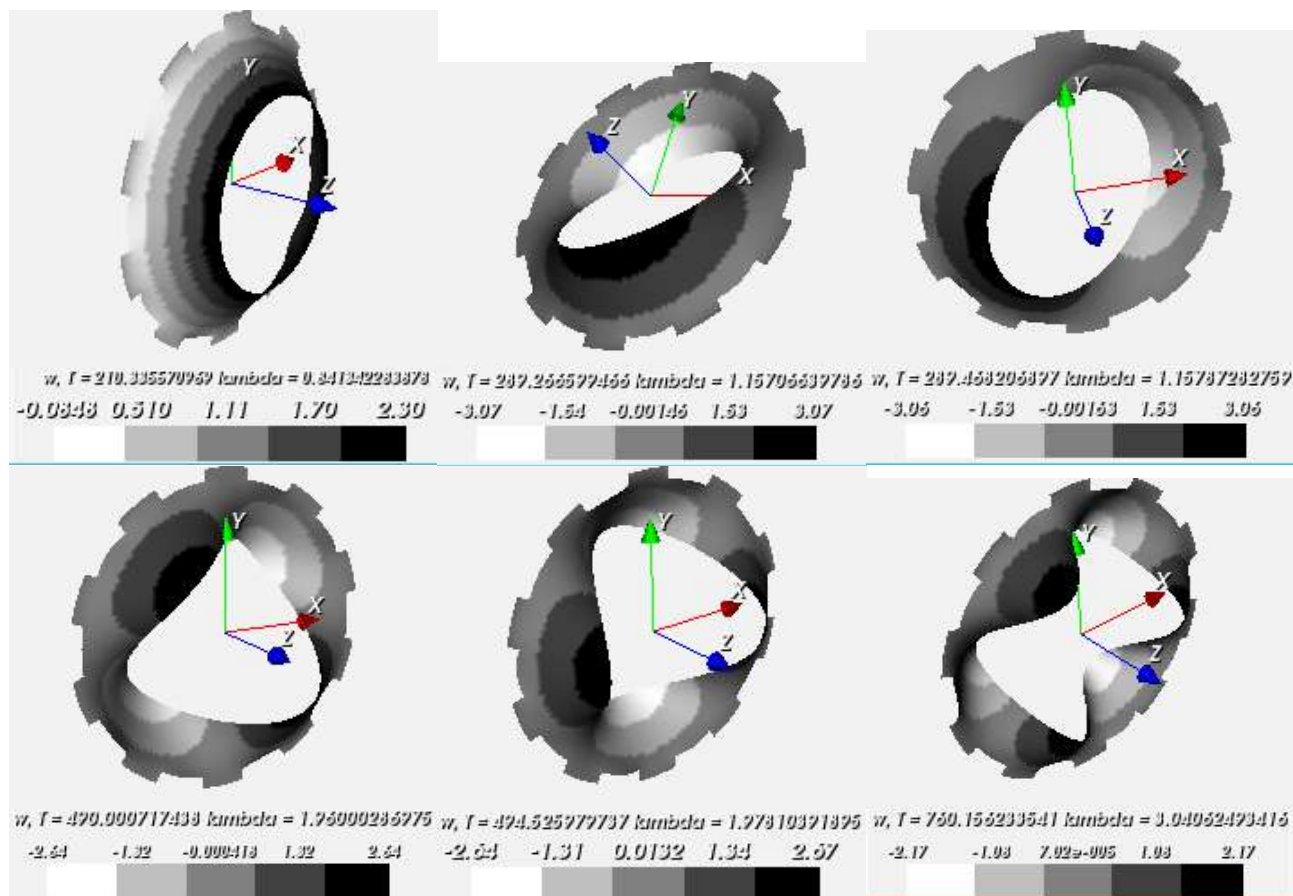 Y
X
Z
w, T = 210.335570969 lambda = 0.841342283878
-0.0848 0.510 1.11 1.70 2.30
Z
Y
X
w, T = 289.266599466 lambda = 1.15706639786
-3.07 -1.54 -0.00146 1.53 3.07
Y
X
Z
w, T = 289.468206897 lambda = 1.15787282759
-3.06 -1.53 -0.00153 1.53 3.06
Y
X
Z
w, T = 490.000717438 lambda = 1.96000286975
-2.64 -1.32 -0.000418 1.32 2.64
Y
X
Z
w, T = 494.525979737 lambda = 1.97810391895
-2.64 -1.31 0.0132 1.34 2.67
Y
X
Z
w, T = 760.156233541 lambda = 3.04062493416
-2.17 -1.08 7.02e-005 1.08 2.17